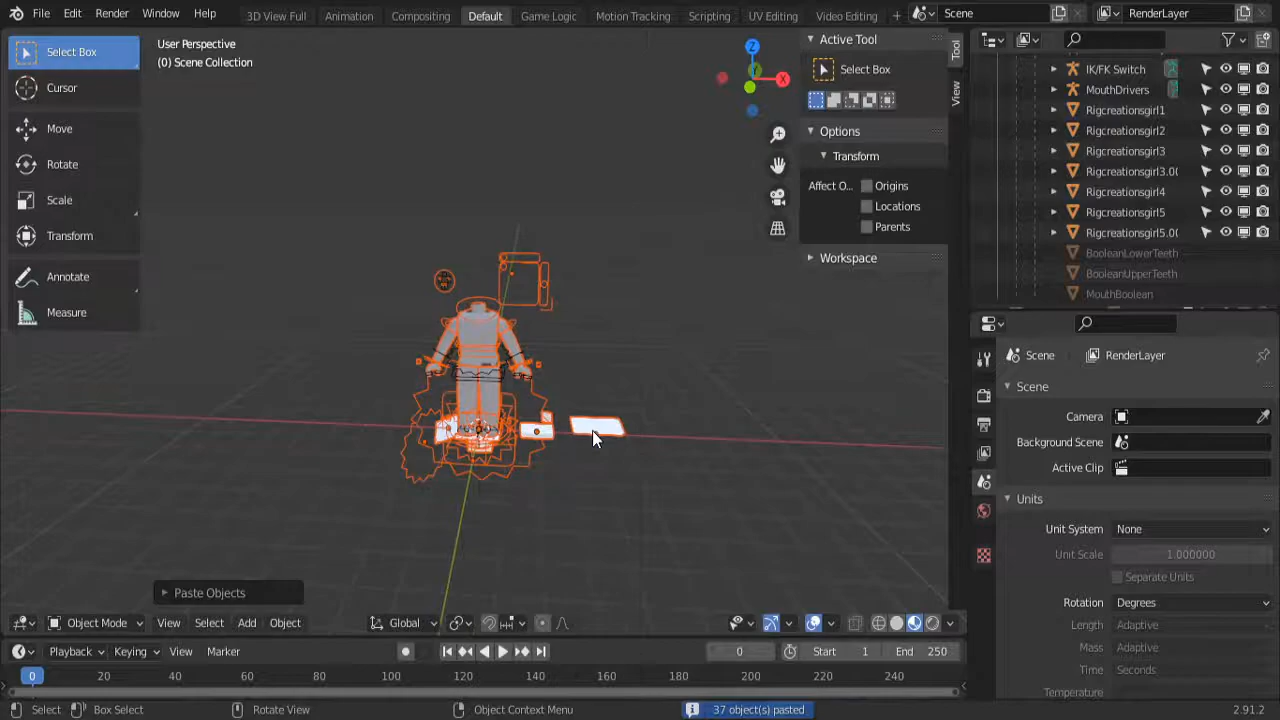 File Edit Render Window Help 3D View Full Animation Compositing Default Game Logic Motion Tracking Scripting UV Editing Video Editing + Scene RenderLayer
Select Box
Cursor
Move
Rotate
Scale
Transform
Annotate
Measure
User Perspective
(0) Scene Collection
Z
X
Active Tool
Select Box
Options
Transform
Affect O... Origins
Locations
Parents
Workspace
Tool
View
IK/FK Switch
MouthDrivers
Rigcreationsgirl1
Rigcreationsgirl2
Rigcreationsgirl3
Rigcreationsgirl3.00
Rigcreationsgirl4
Rigcreationsgirl5
Rigcreationsgirl5.00
BooleanLowerTeeth
BooleanUpperTeeth
MouthBoolean
Scene RenderLayer
Scene
Camera
Background Scene
Active Clip
Units
Unit System None
Unit Scale 1.000000
Separate Units
Rotation Degrees
Length Adaptive
Mass Adaptive
Time Seconds
Temperature
Paste Objects
Object Mode View Select Add Object Global
Playback Keying View Marker 0 Start 1 End 250
0 20 40 60 80 100 120 140 160 180 200 220 240
Select Box Select Rotate View Object Context Menu 37 object(s) pasted 2.91.2